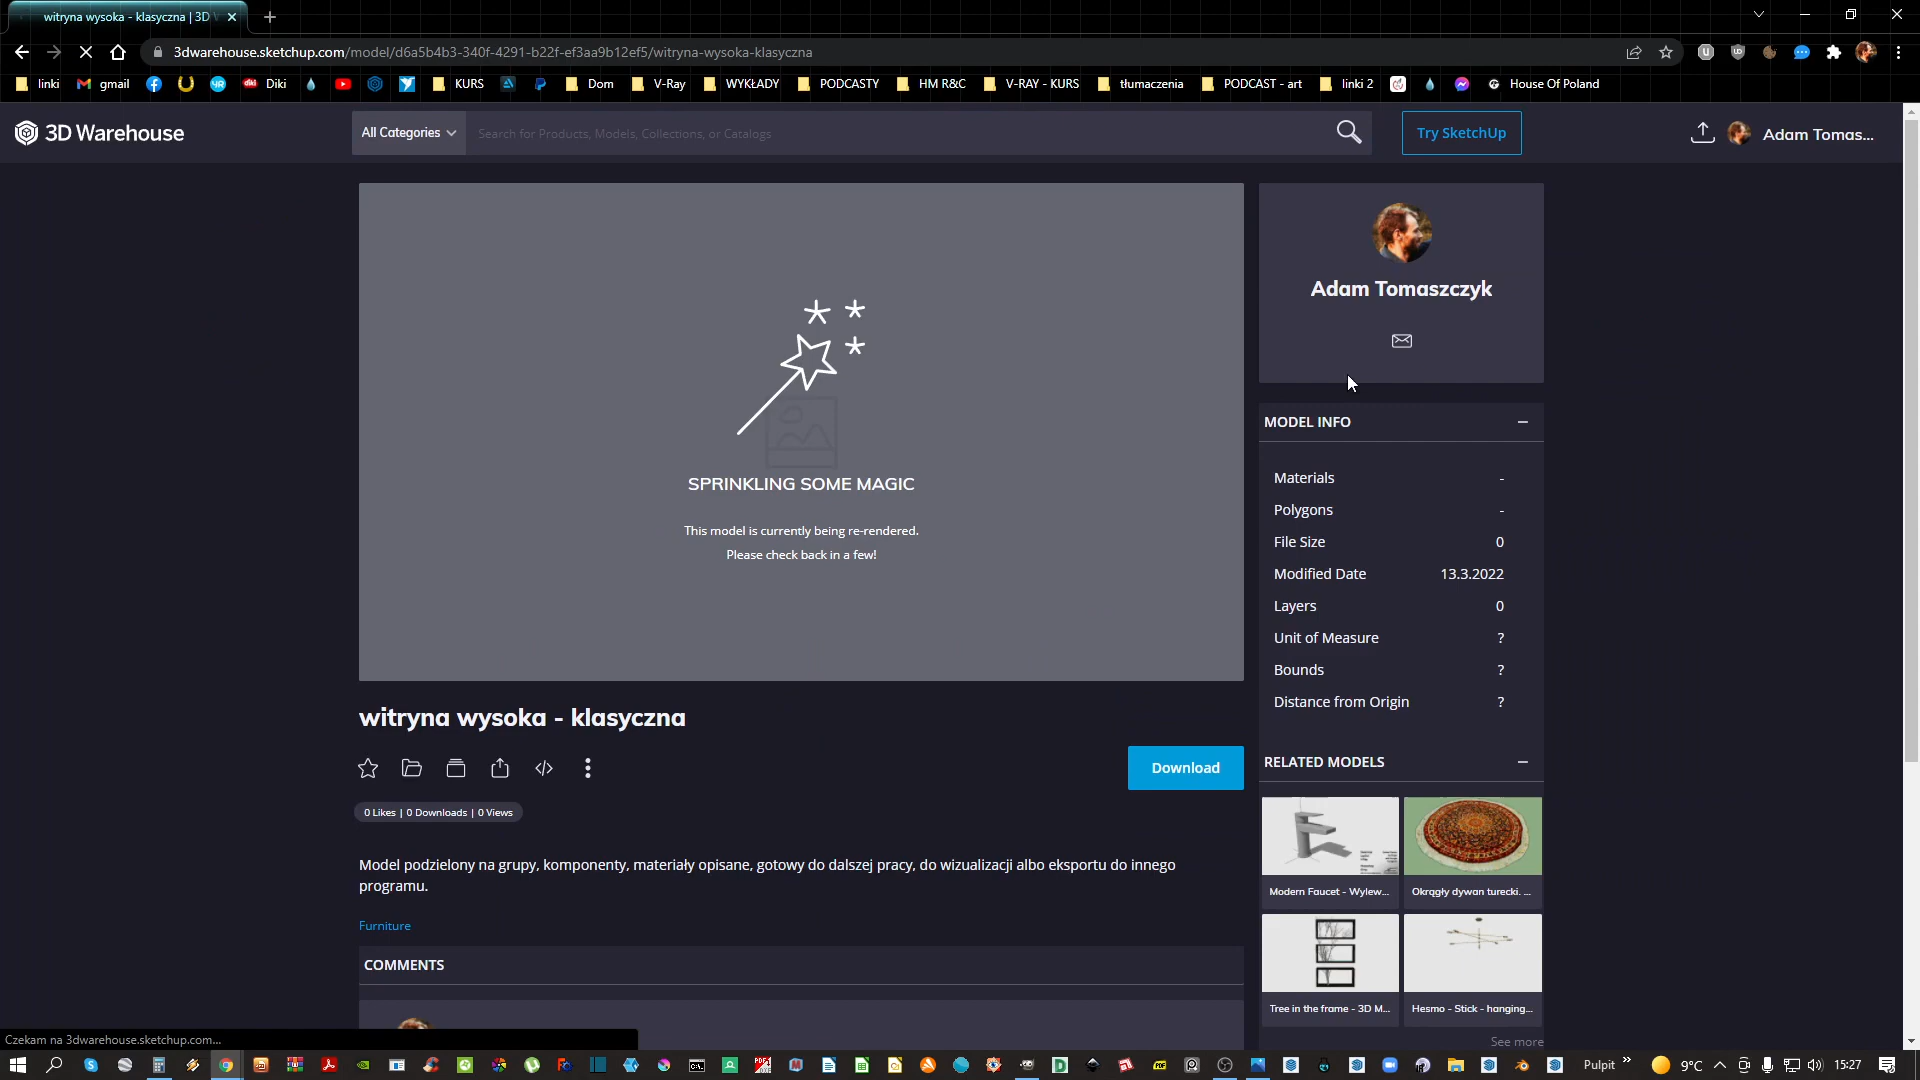 witryna wysoka - klasyczna | 3D
3dwarehouse.sketchup.com/model/d6a5b4b3-340f-4291-b22f-ef3aa9b12ef5/witryna-wysoka-klasyczna
linki
gmail
Diki
KURS
Dom
V-Ray
WYKŁADY
PODCASTY
HM R&C
V-RAY - KURS
tłumaczenia
PODCAST - art
linki 2
House Of Poland
3D Warehouse
All Categories
Search for Products, Models, Collections, or Catalogs
Try SketchUp
Adam Tomas...
SPRINKLING SOME MAGIC
This model is currently being re-rendered.
Please check back in a few!
Adam Tomaszczyk
MODEL INFO
Materials -
Polygons -
File Size 0
Modified Date 13.3.2022
Layers 0
Unit of Measure ?
Bounds ?
Distance from Origin ?
witryna wysoka - klasyczna
Download
0 Likes | 0 Downloads | 0 Views
Model podzielony na grupy, komponenty, materiały opisane, gotowy do dalszej pracy, do wizualizacji albo eksportu do innego
programu.
Furniture
COMMENTS
RELATED MODELS
Modern Faucet - Wylew...
Okrągły dywan turecki. ...
Tree in the frame - 3D M...
Hesmo - Stick - hanging...
See more
Czekam na 3dwarehouse.sketchup.com...
Pulpit
9°C
15:27